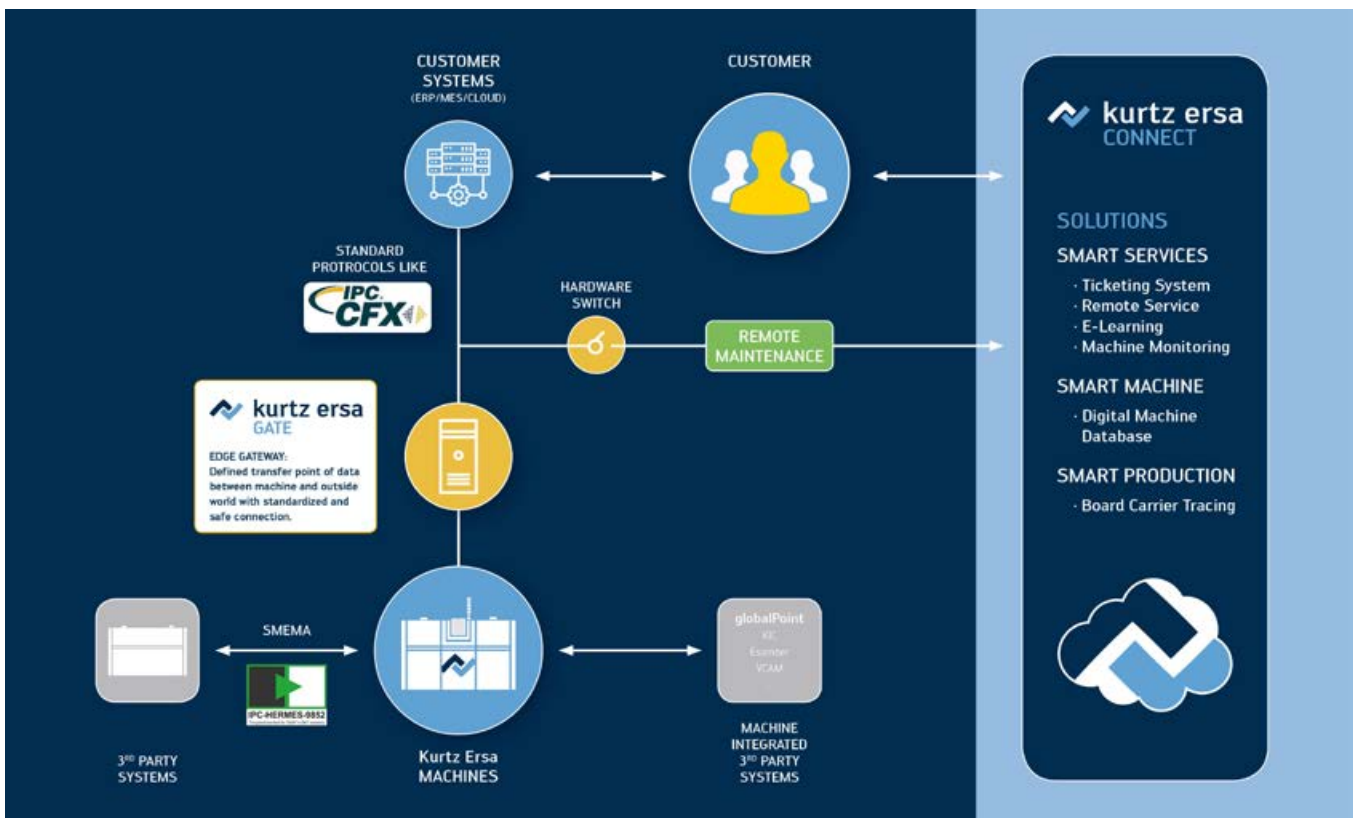 CUSTOMER
SYSTEMS
(ERP/MES/CLOUD)
CUSTOMER
STANDARD
PROTROCOLS LIKE
IPC.
CFX
HARDWARE
SWITCH
REMOTE
MAINTENANCE
kurtz ersa
GATE
EDGE GATEWAY:
Defined transfer point of data
between machine and outside
world with standardized and
safe connection.
SMEMA
IPC-HERMES-9852
3RD PARTY
SYSTEMS
Kurtz Ersa
MACHINES
globalPoint
KIC
VCAM
MACHINE
INTEGRATED
3RD PARTY
SYSTEMS
kurtz ersa
CONNECT
SOLUTIONS
SMART SERVICES
· Ticketing System
· Remote Service
· E-Learning
· Machine Monitoring
SMART MACHINE
· Digital Machine
Database
SMART PRODUCTION
· Board Carrier Tracing